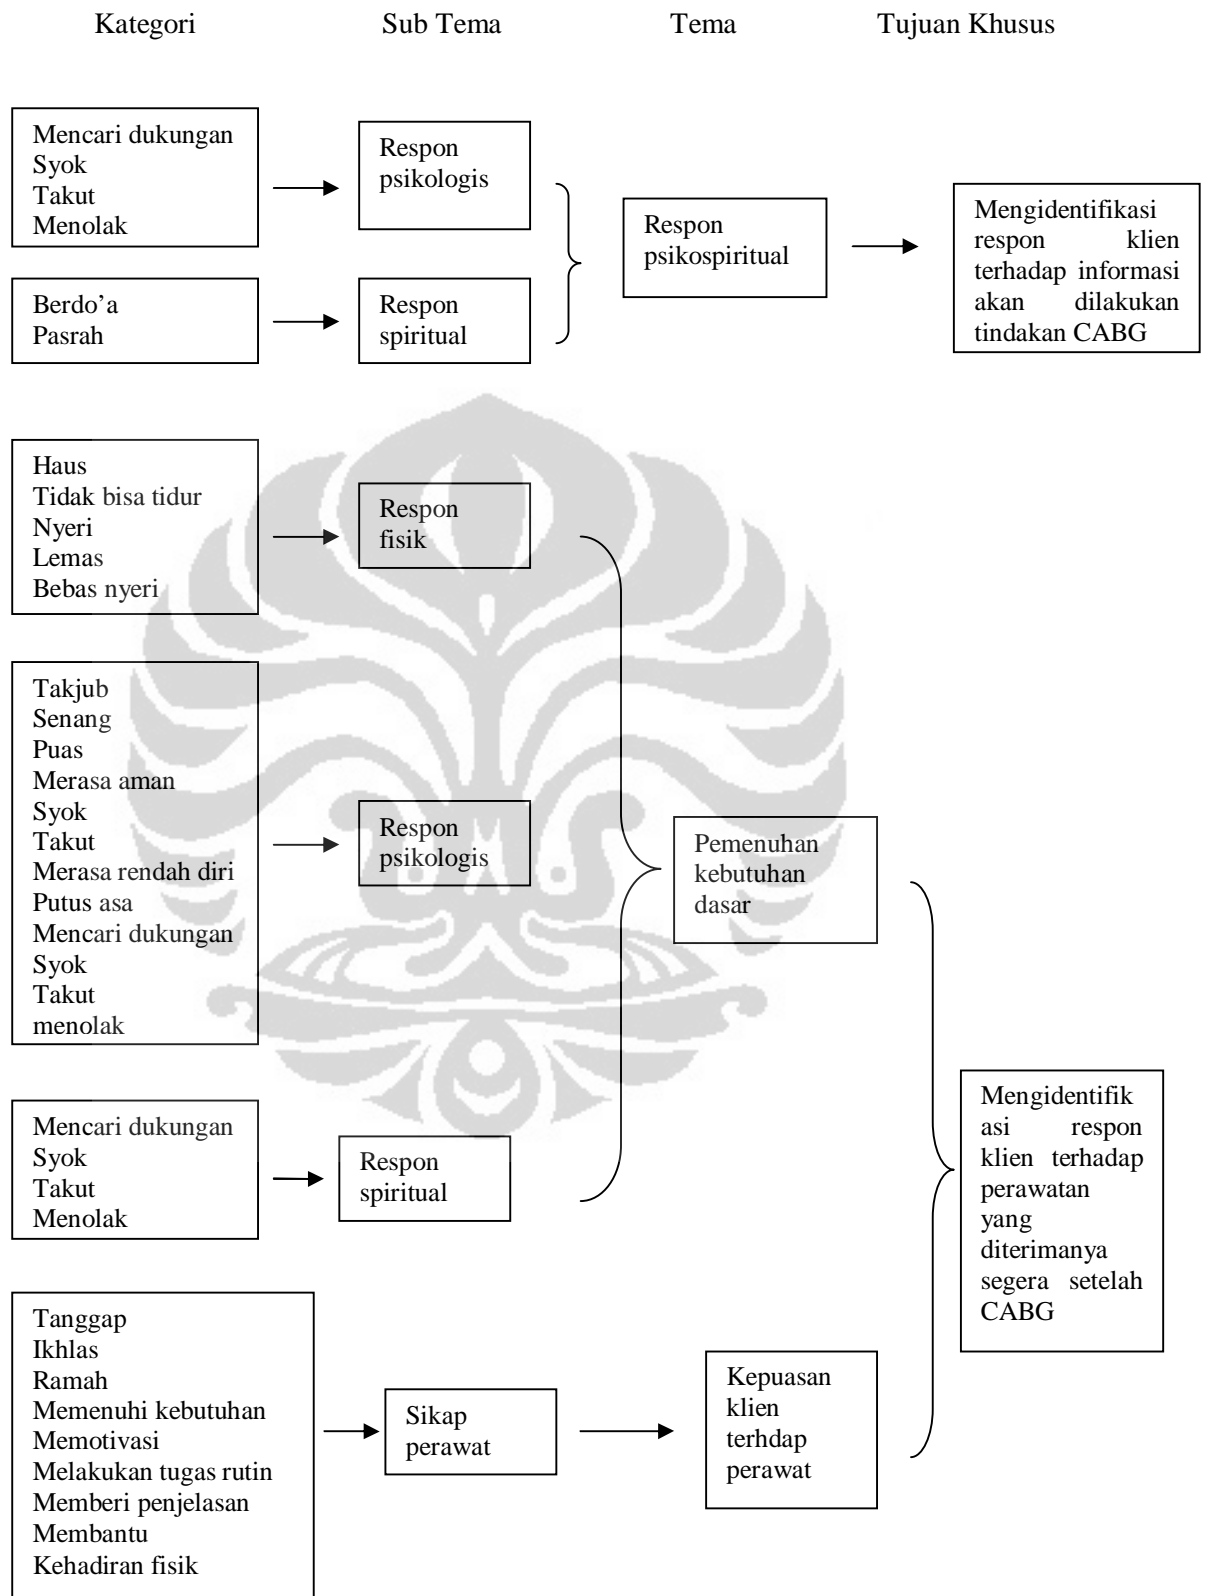 Kategori Sub Tema Tema Tujuan Khusus
Mencari dukungan
Syok
Takut
Menolak
Respon
psikologis
Berdo’a
Pasrah
Respon
spiritual
Respon
psikospiritual
Mengidentifikasi
respon klien
terhadap informasi
akan dilakukan
tindakan CABG
Haus
Tidak bisa tidur
Nyeri
Lemas
Bebas nyeri
Respon
fisik
Takjub
Senang
Puas
Merasa aman
Syok
Takut
Merasa rendah diri
Putus asa
Mencari dukungan
Syok
Takut
menolak
Respon
psikologis
Mencari dukungan
Syok
Takut
Menolak
Respon
spiritual
Pemenuhan
kebutuhan
dasar
Tanggap
Ikhlas
Ramah
Memenuhi kebutuhan
Memotivasi
Melakukan tugas rutin
Memberi penjelasan
Membantu
Kehadiran fisik
Sikap
perawat
Kepuasan
klien
terhdap
perawat
Mengidentifik
asi respon
klien terhadap
perawatan
yang
diterimanya
segera setelah
CABG